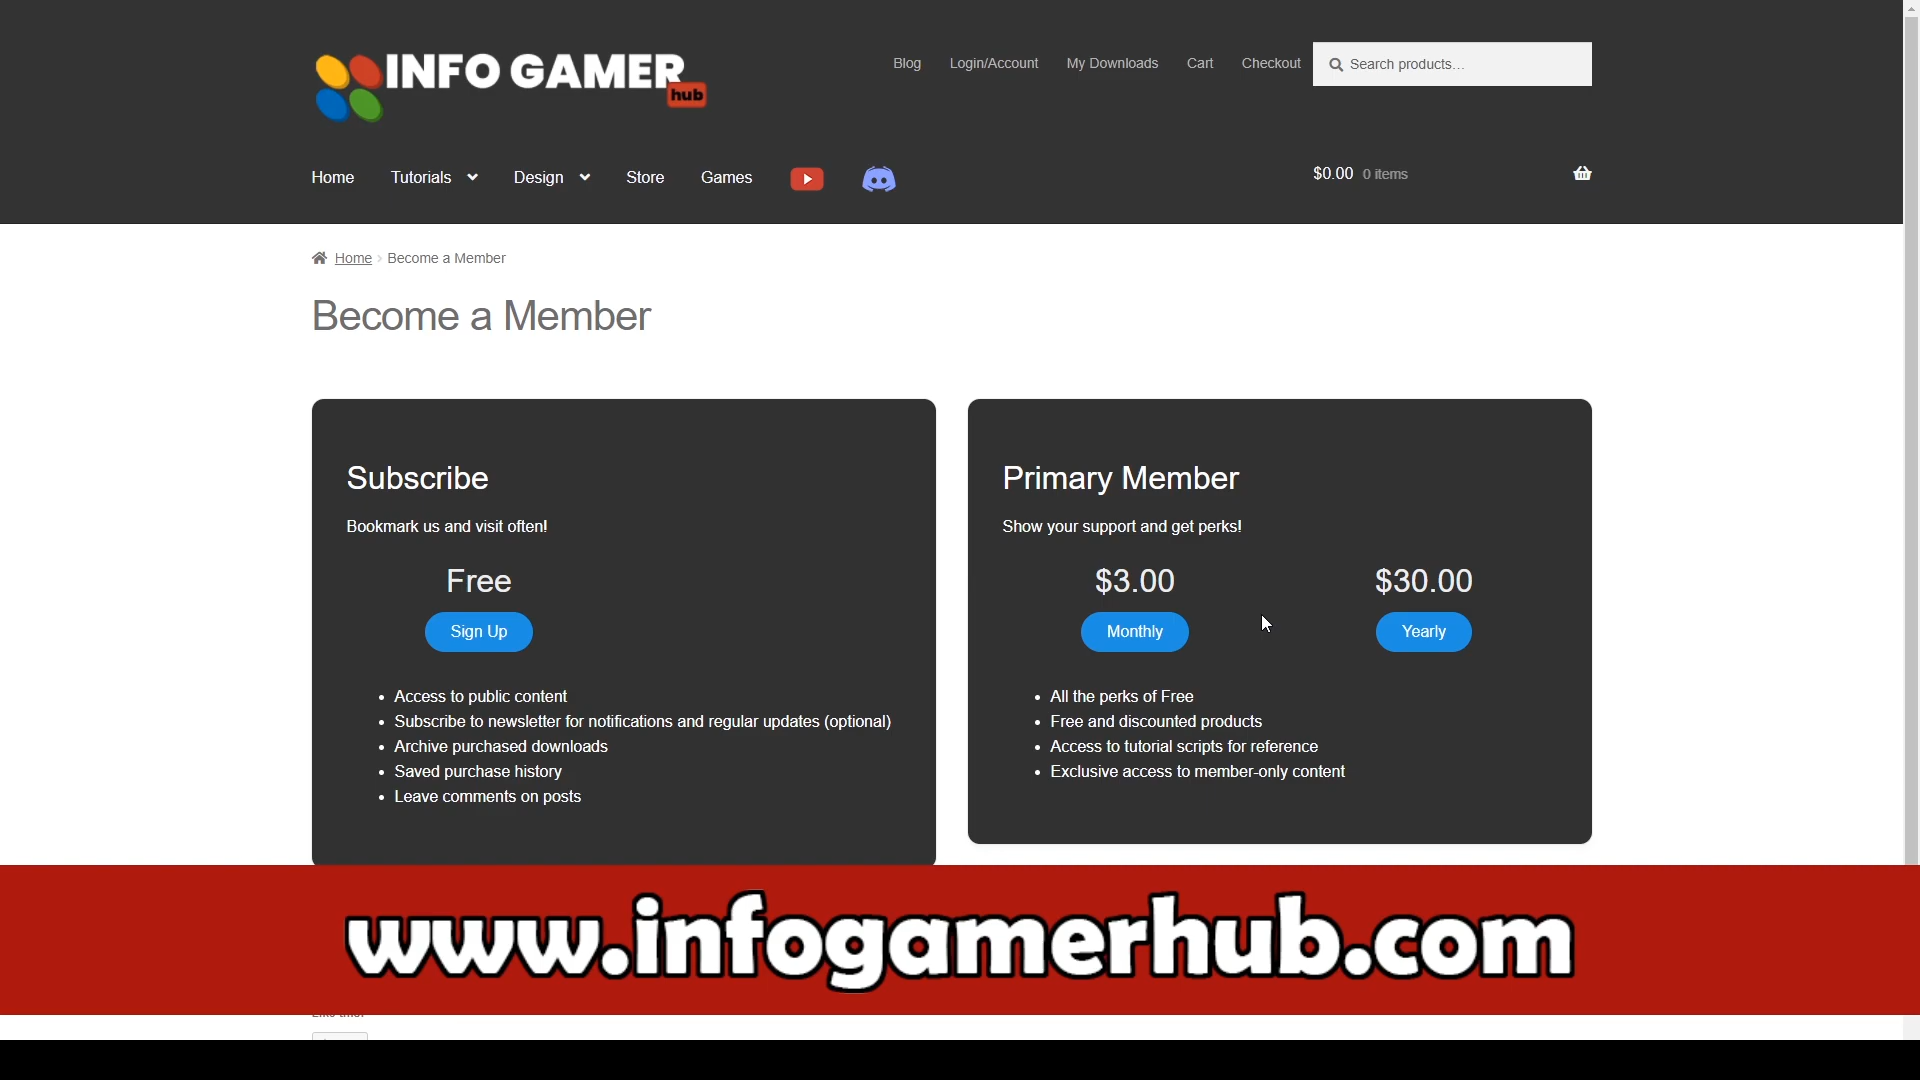 INFO GAMER
hub
Blog Login/Account My Downloads Cart Checkout Search products...
Home Tutorials Design Store Games $0.00 0 items
Home Become a Member
Become a Member
Subscribe
Bookmark us and visit often!
Free
Sign Up
• Access to public content
• Subscribe to newsletter for notifications and regular updates (optional)
• Archive purchased downloads
• Saved purchase history
• Leave comments on posts
Primary Member
Show your support and get perks!
$3.00 $30.00
Monthly Yearly
• All the perks of Free
• Free and discounted products
• Access to tutorial scripts for reference
• Exclusive access to member-only content
www.infogamerhub.com